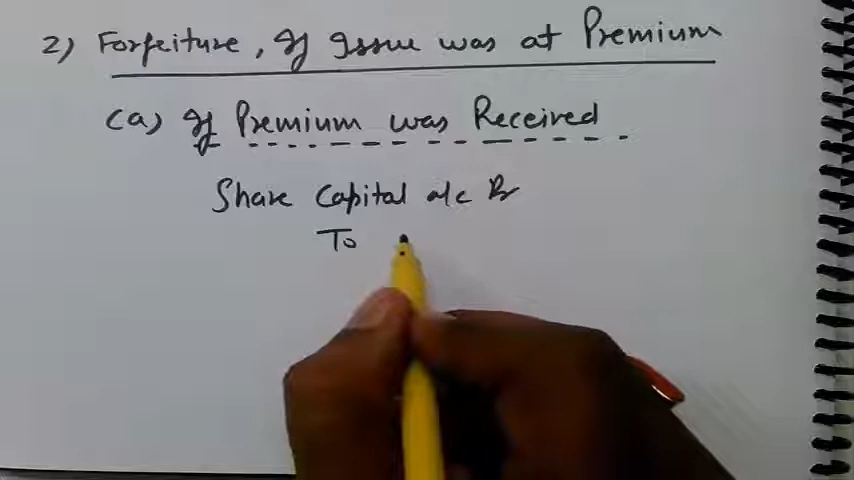 2) Forfeiture, If Issue was at Premium
(a) If Premium was Received
Share Capital a/c Dr
To